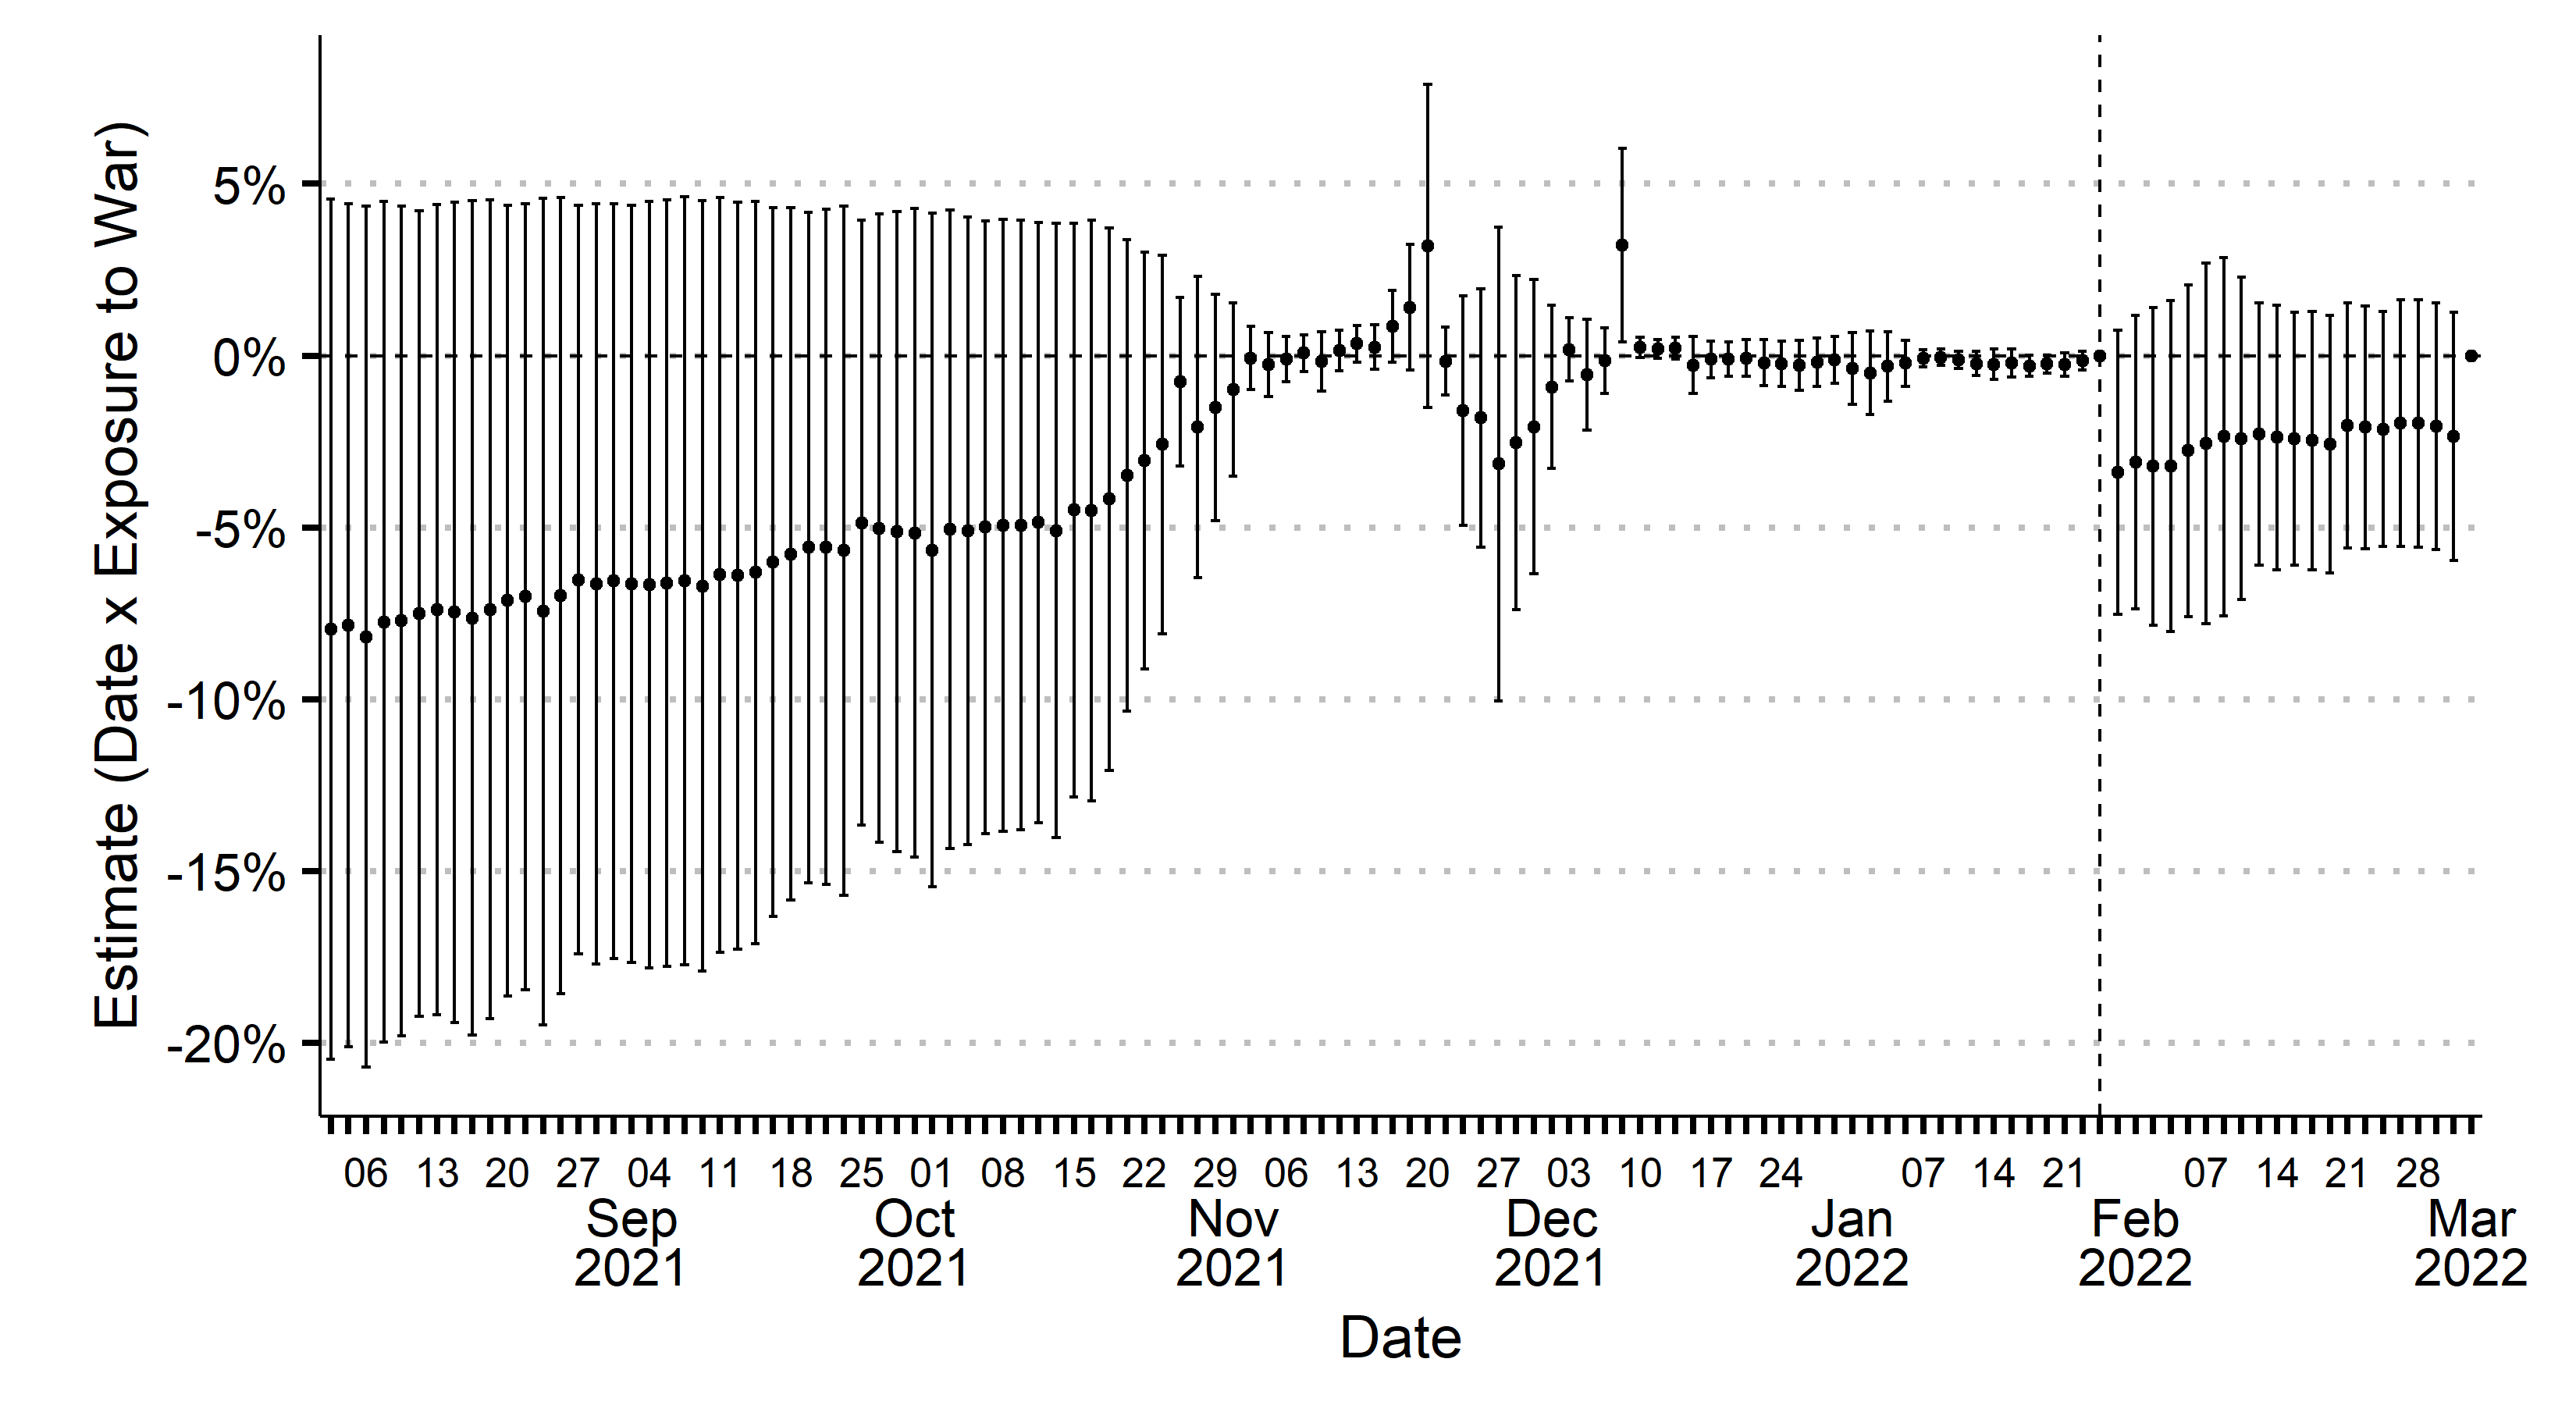 Estimate (Date x Exposure to War)
5%
0%
-5%
-10%
-15%
-20%
06 13 20 27 04 11 18 25 01 08 15 22 29 06 13 20 27 03 10 17 24 07 14 21 07 14 21 28
Sep Oct Nov Dec Jan Feb Mar
2021 2021 2021 2021 2022 2022 2022
Date